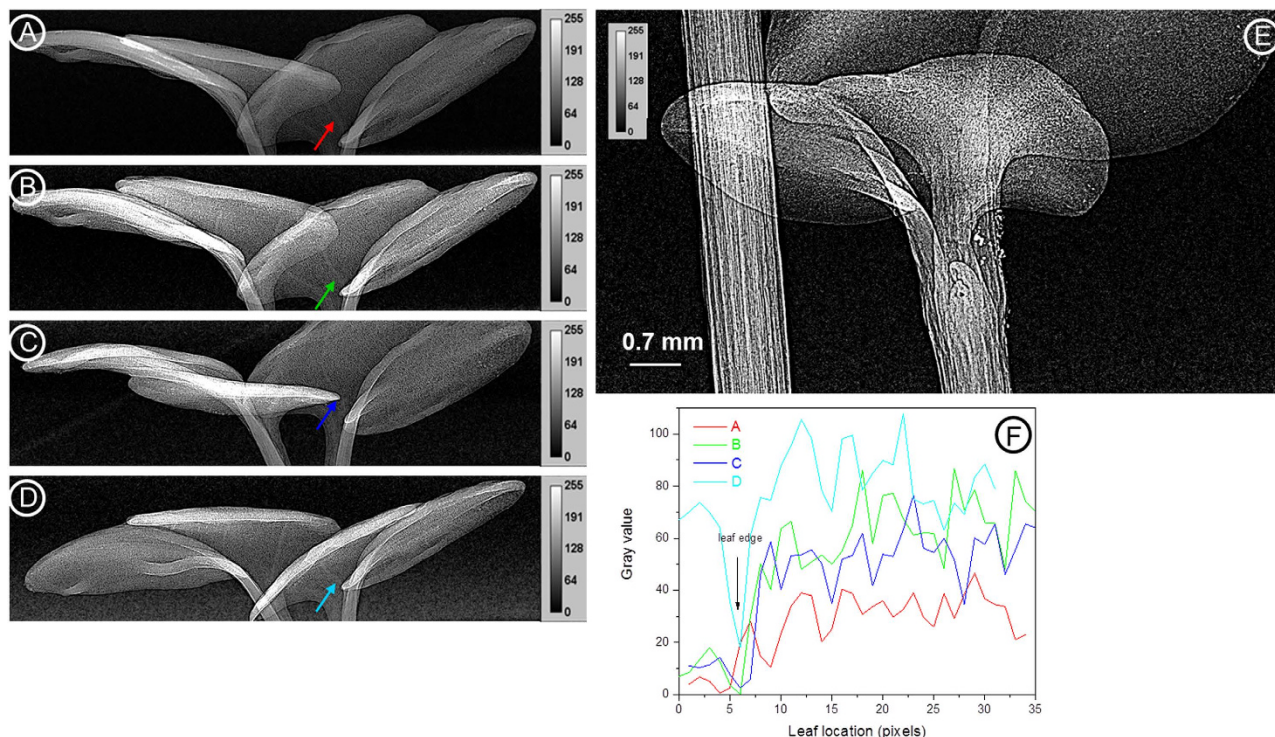 A
255
191
128
64
0
B
255
191
128
64
0
C
255
191
128
64
0
D
255
191
128
64
0
E
255
191
128
64
0
0.7 mm
F
A
B
C
D
leaf edge
100
80
60
40
20
0
Gray value
0 5 10 15 20 25 30 35
Leaf location (pixels)